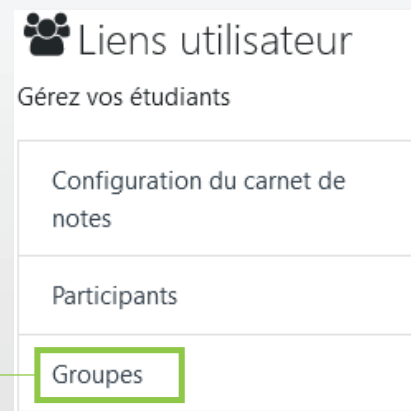 Liens utilisateur
Gérez vos étudiants
Configuration du carnet de
notes
Participants
Groupes